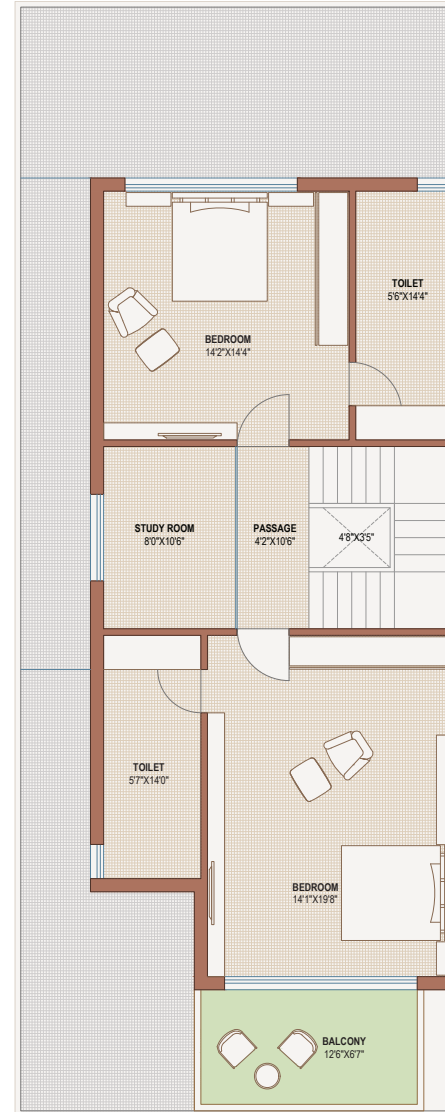 TOILET
5'6"X14'4"
BEDROOM
14'2"X14'4"
STUDY ROOM
8'0"X10'6"
PASSAGE
4'2"X10'6"
4'8"X3'5"
TOILET
5'7"X14'0"
BEDROOM
14'1"X19'8"
BALCONY
12'6"X6'7"